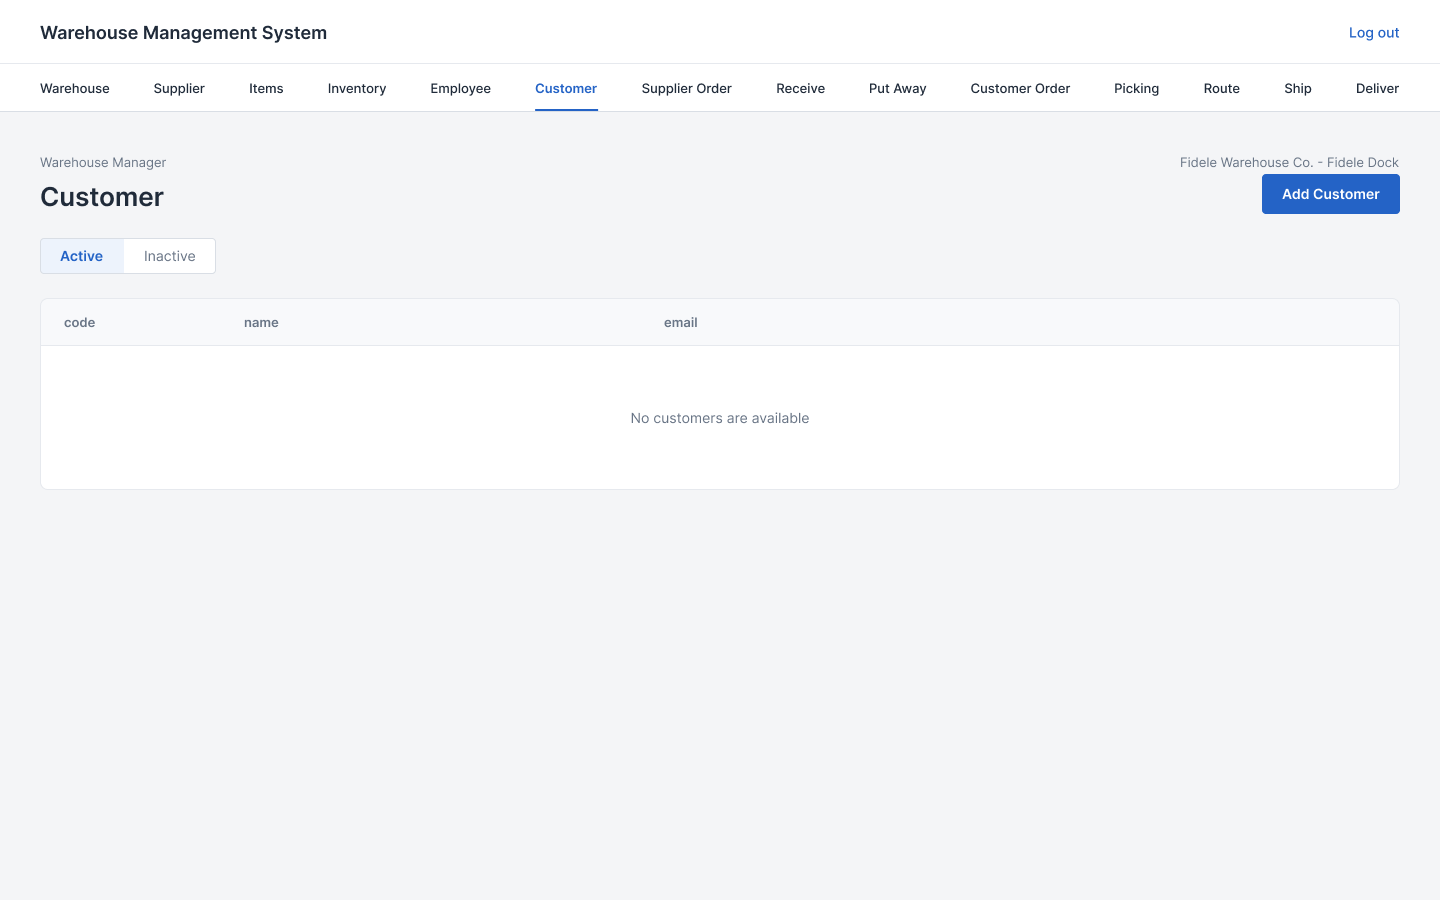 Warehouse Management System
Log out
Warehouse Supplier Items Inventory Employee Customer Supplier Order Receive Put Away Customer Order Picking Route Ship Deliver
Warehouse Manager
Fidele Warehouse Co. - Fidele Dock
Customer
Add Customer
Active Inactive
code name email
No customers are available